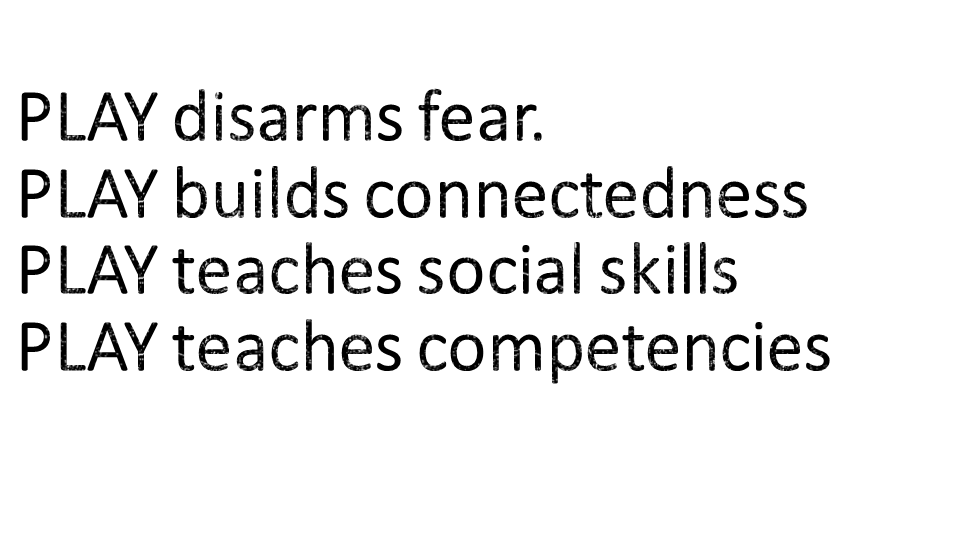 PLAY disarms fear.
PLAY builds connectedness
PLAY teaches social skills
PLAY teaches competencies